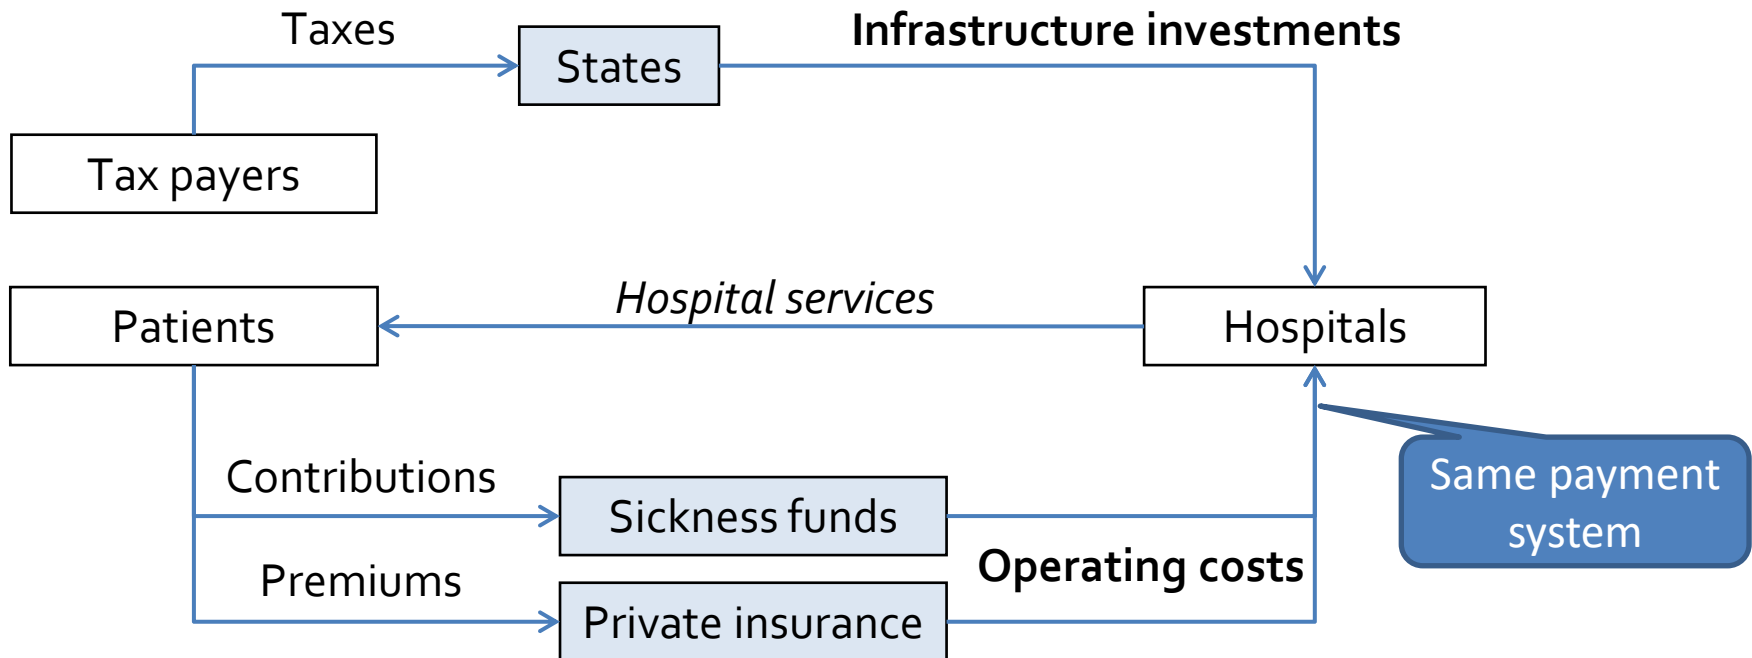 Taxes
Infrastructure investments
States
Tax payers
Hospital services
Patients
Hospitals
Contributions
Same payment
system
Sickness funds
Operating costs
Premiums
Private insurance